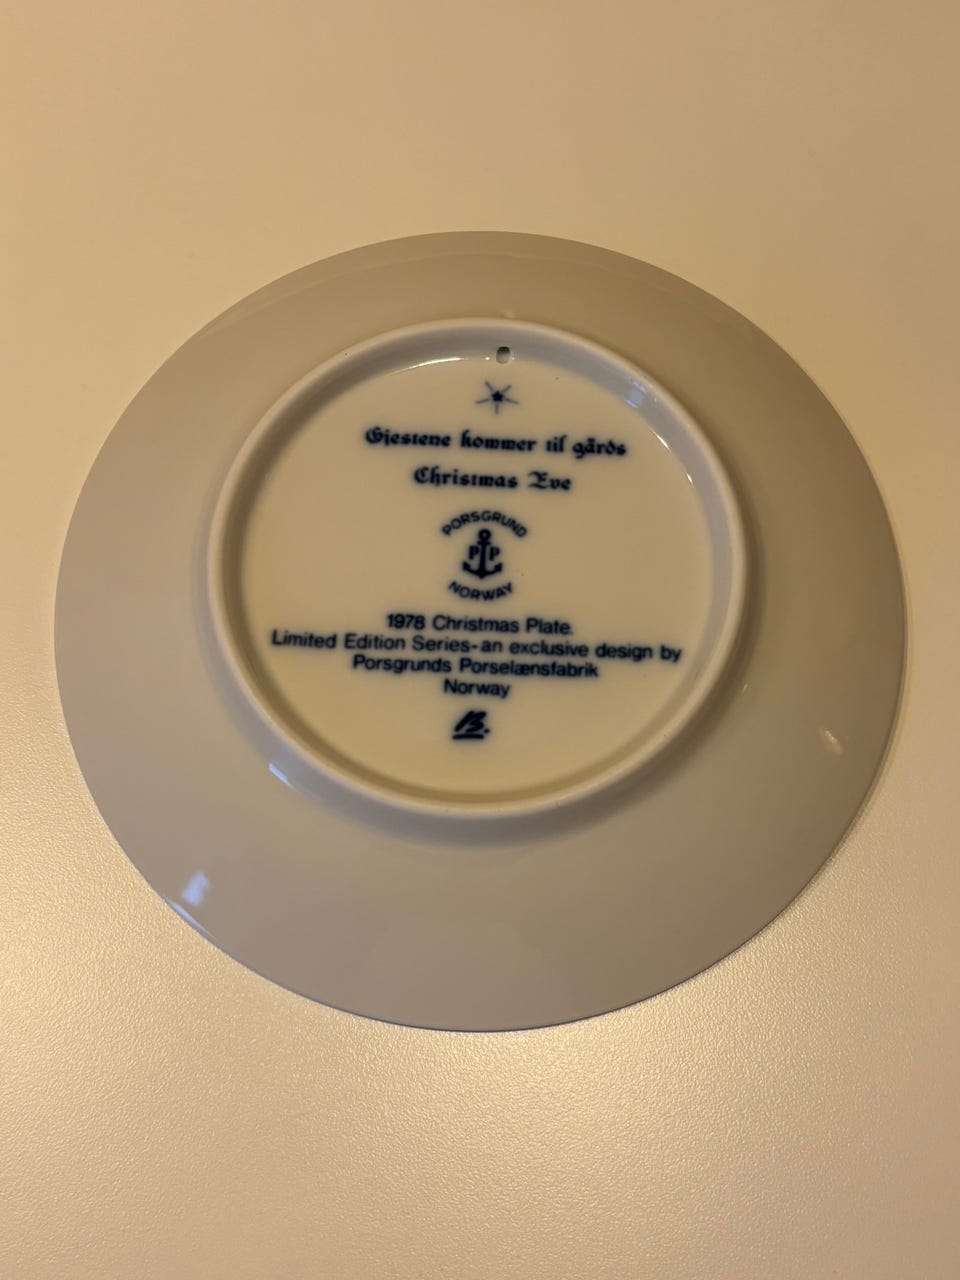 Gjestene kommer til gårds
Christmas Eve
PORSGRUND
P P
NORWAY
1978 Christmas Plate.
Limited Edition Series-an exclusive design by
Porsgrunds Porselænsfabrik
Norway